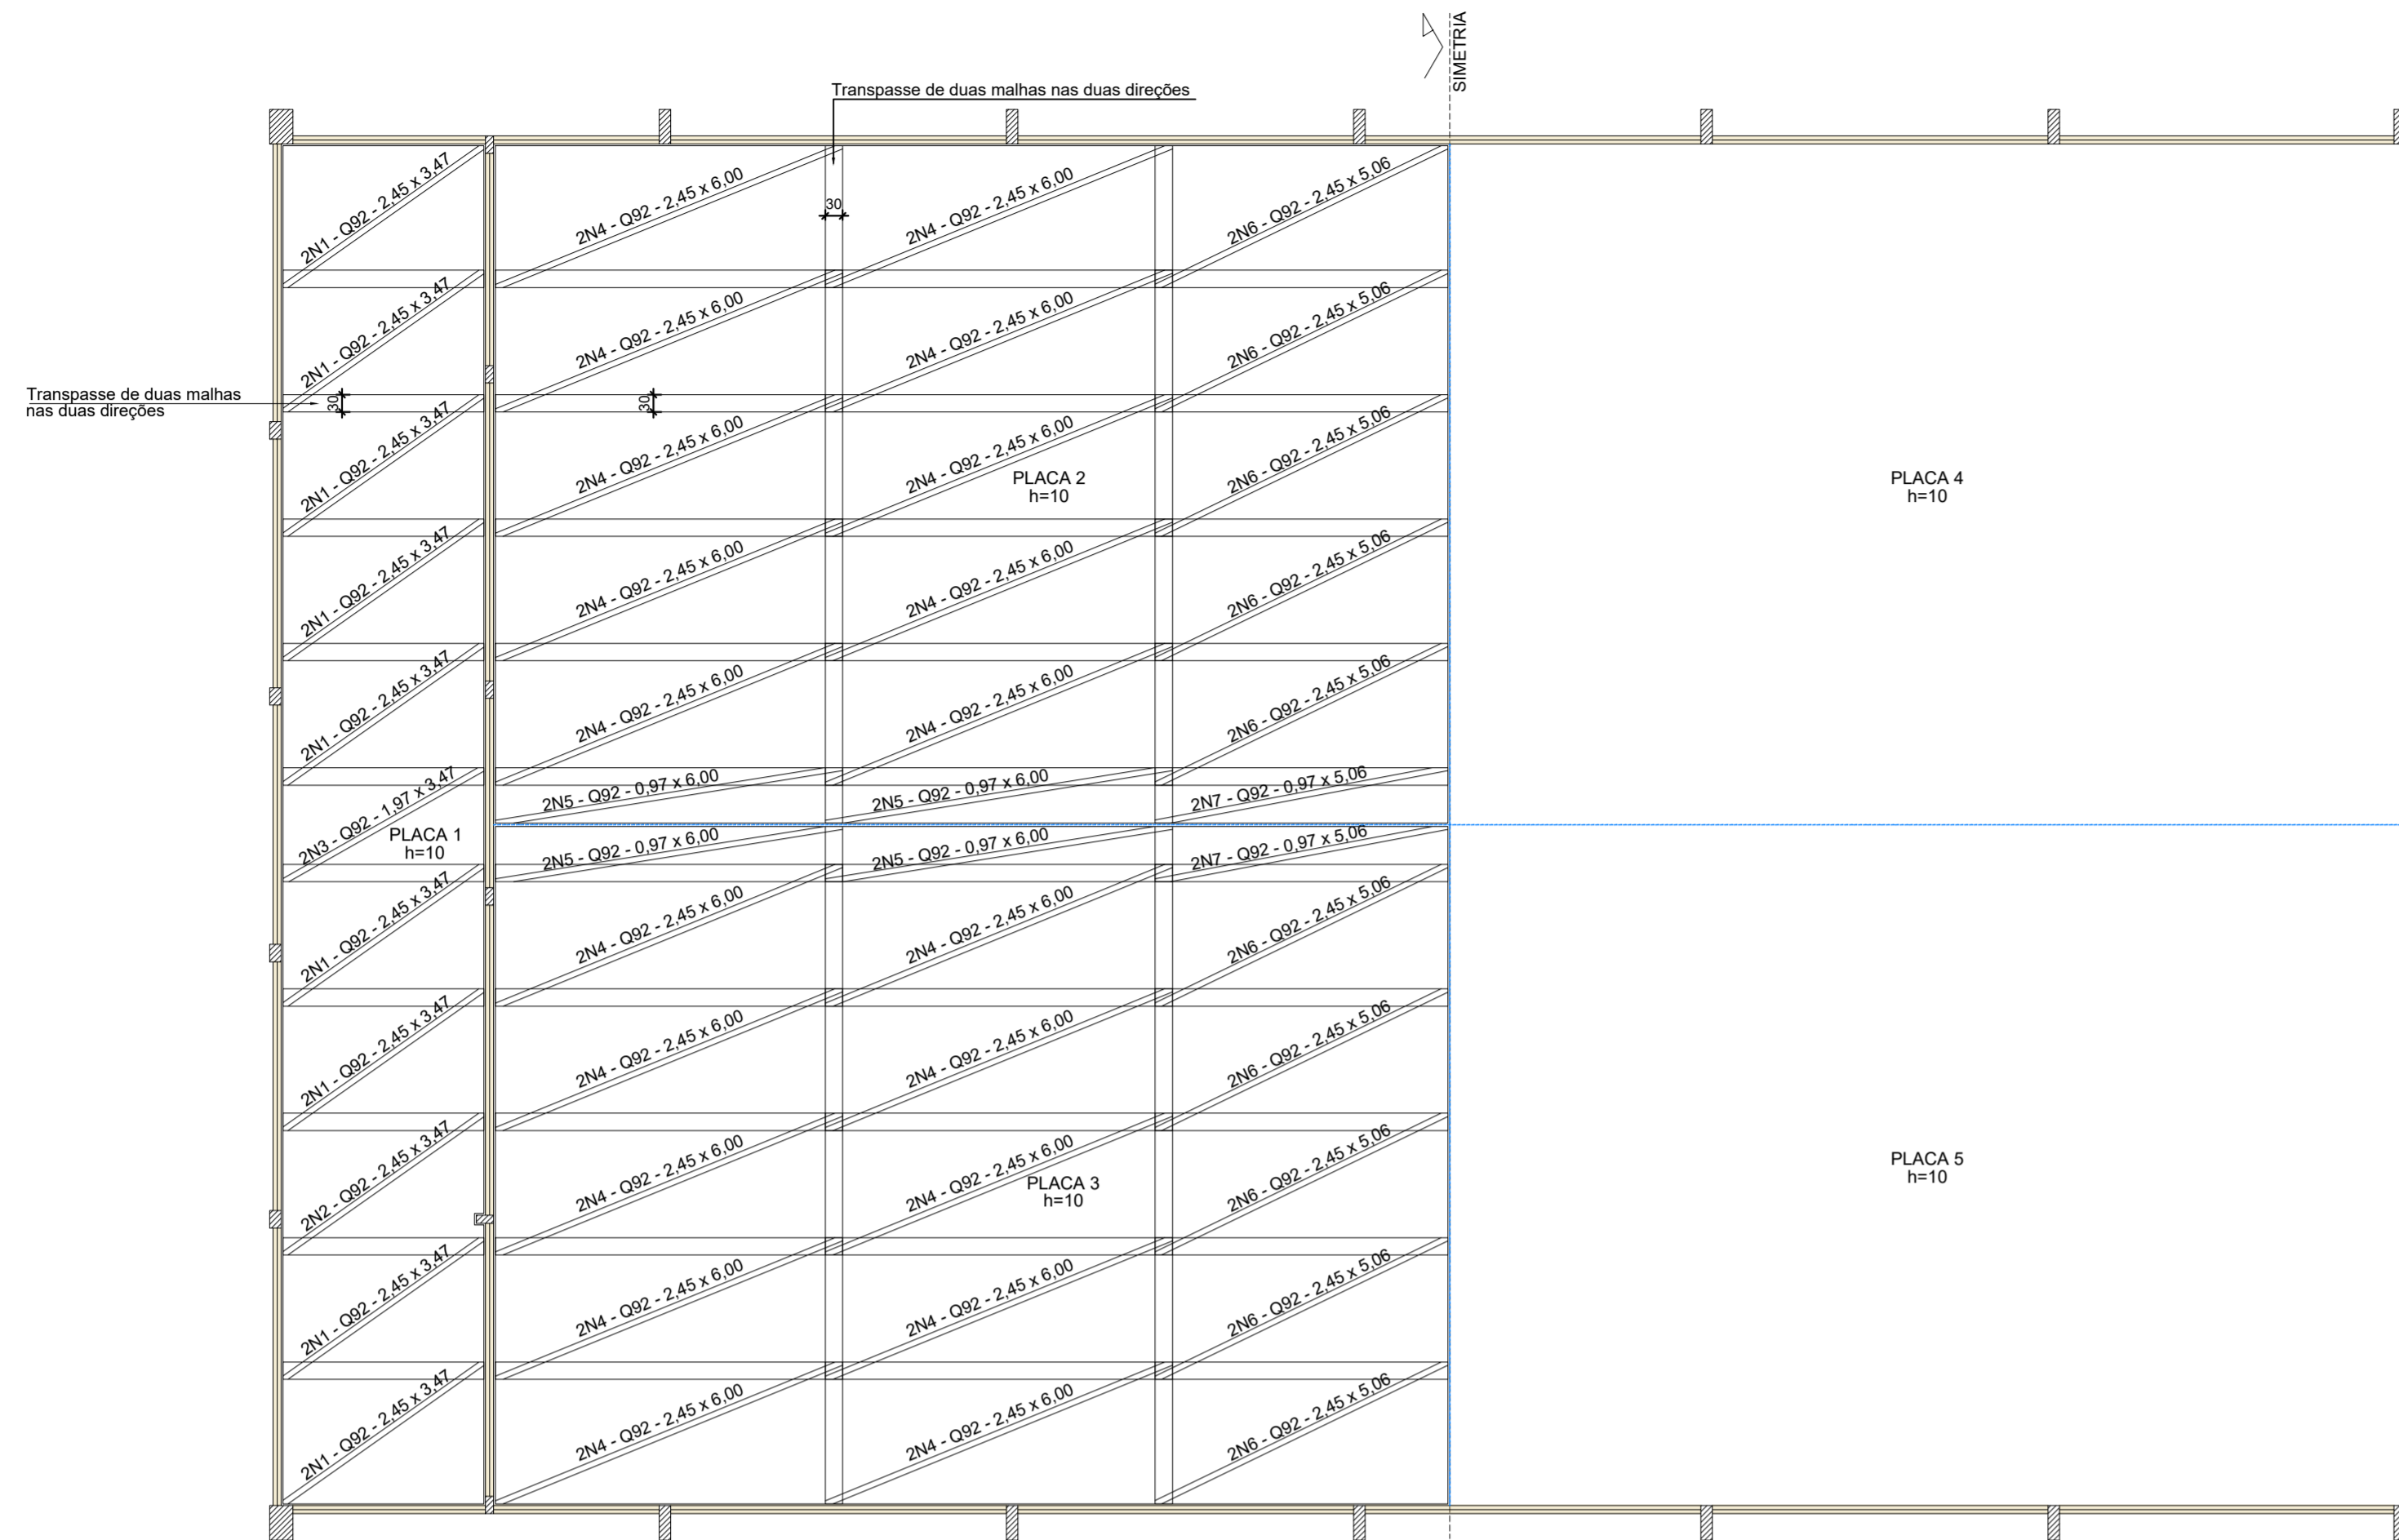 SIMETRIA
Transpasse de duas malhas nas duas direções
2N1 - Q92 - 2,45 x 3,47
2N4 - Q92 - 2,45 x 6,00
2N4 - Q92 - 2,45 x 6,00
2N6 - Q92 - 2,45 x 5,06
30
2N1 - Q92 - 2,45 x 3,47
2N4 - Q92 - 2,45 x 6,00
2N4 - Q92 - 2,45 x 6,00
2N6 - Q92 - 2,45 x 5,06
Transpasse de duas malhas
nas duas direções
30
30
2N1 - Q92 - 2,45 x 3,47
2N4 - Q92 - 2,45 x 6,00
2N4 - Q92 - 2,45 x 6,00
2N6 - Q92 - 2,45 x 5,06
PLACA 2
h=10
PLACA 4
h=10
2N1 - Q92 - 2,45 x 3,47
2N4 - Q92 - 2,45 x 6,00
2N4 - Q92 - 2,45 x 6,00
2N6 - Q92 - 2,45 x 5,06
2N1 - Q92 - 2,45 x 3,47
2N4 - Q92 - 2,45 x 6,00
2N4 - Q92 - 2,45 x 6,00
2N6 - Q92 - 2,45 x 5,06
2N3 - Q92 - 1,97 x 3,47
2N5 - Q92 - 0,97 x 6,00
2N5 - Q92 - 0,97 x 6,00
2N7 - Q92 - 0,97 x 5,06
PLACA 1
h=10
2N5 - Q92 - 0,97 x 6,00
2N5 - Q92 - 0,97 x 6,00
2N7 - Q92 - 0,97 x 5,06
2N1 - Q92 - 2,45 x 3,47
2N4 - Q92 - 2,45 x 6,00
2N4 - Q92 - 2,45 x 6,00
2N6 - Q92 - 2,45 x 5,06
2N1 - Q92 - 2,45 x 3,47
2N4 - Q92 - 2,45 x 6,00
2N4 - Q92 - 2,45 x 6,00
2N6 - Q92 - 2,45 x 5,06
2N2 - Q92 - 2,45 x 3,47
2N4 - Q92 - 2,45 x 6,00
2N4 - Q92 - 2,45 x 6,00
2N6 - Q92 - 2,45 x 5,06
PLACA 3
h=10
PLACA 5
h=10
2N1 - Q92 - 2,45 x 3,47
2N4 - Q92 - 2,45 x 6,00
2N4 - Q92 - 2,45 x 6,00
2N6 - Q92 - 2,45 x 5,06
2N1 - Q92 - 2,45 x 3,47
2N4 - Q92 - 2,45 x 6,00
2N4 - Q92 - 2,45 x 6,00
2N6 - Q92 - 2,45 x 5,06